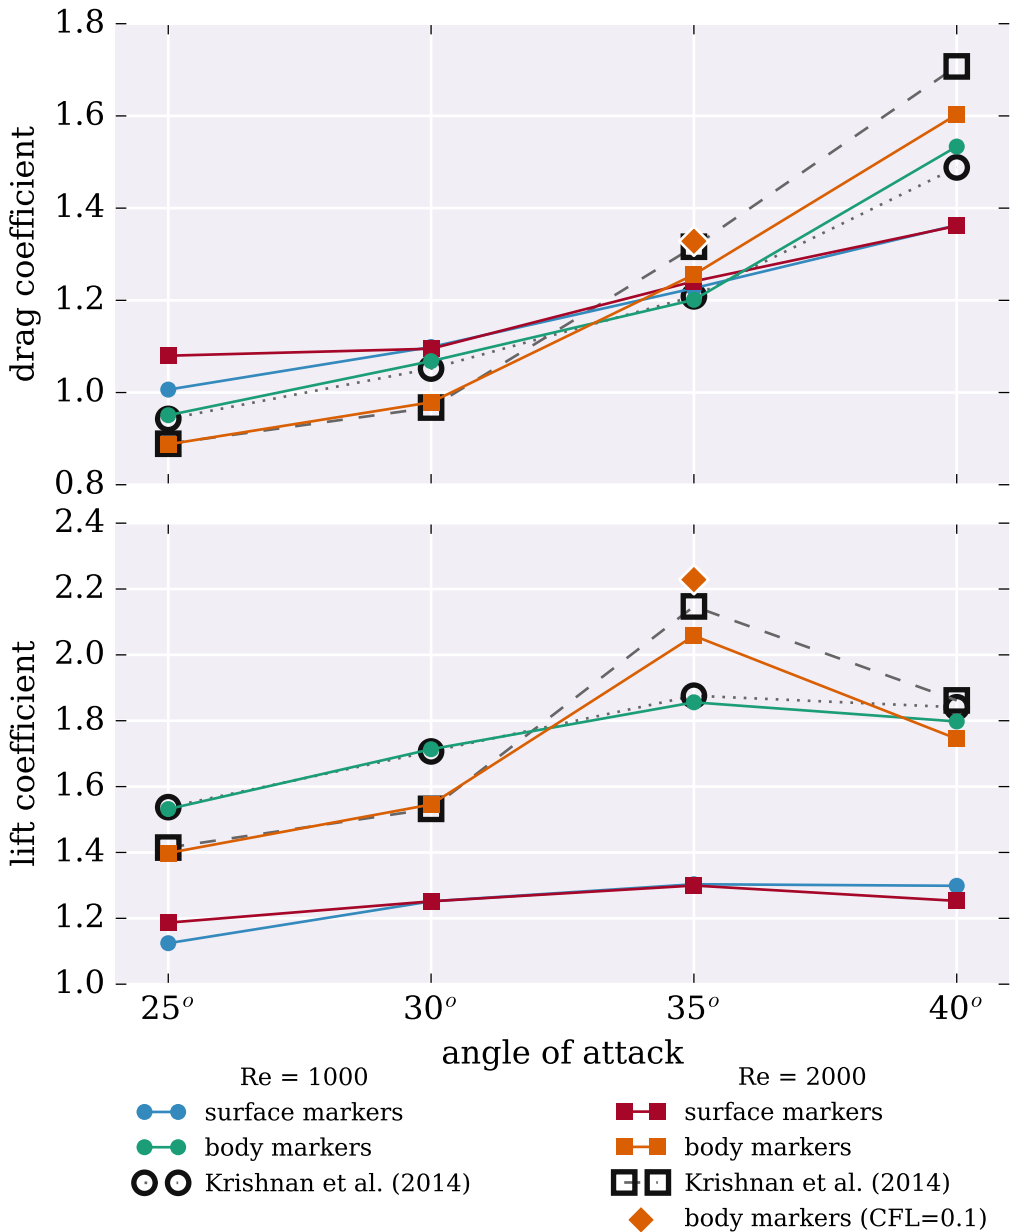 1.8
1.6
1.4
1.2
1.0
0.8
drag coefficient
2.4
2.2
2.0
1.8
1.6
1.4
1.2
1.0
lift coefficient
25º 30º 35º 40º
angle of attack
Re = 1000
surface markers
body markers
Krishnan et al. (2014)
Re = 2000
surface markers
body markers
Krishnan et al. (2014)
body markers (CFL=0.1)